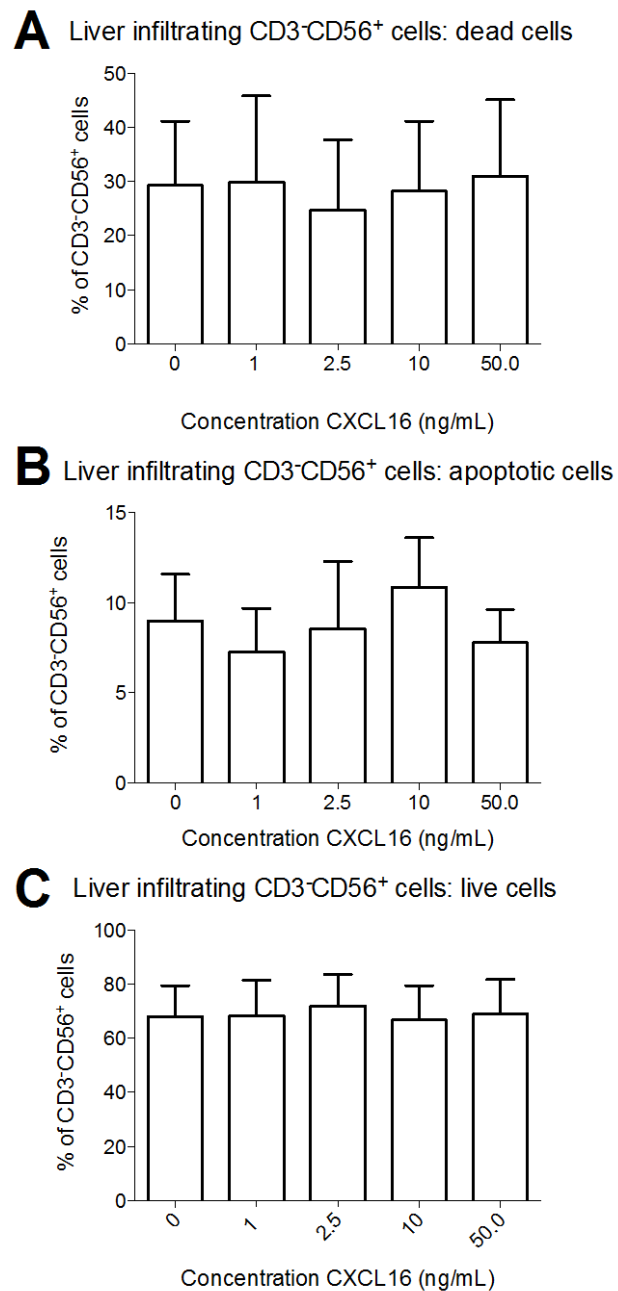 A Liver infiltrating CD3-CD56+ cells: dead cells
% of CD3-CD56+ cells
50
40
30
20
10
0
0 1 2.5 10 50.0
Concentration CXCL16 (ng/mL)
B Liver infiltrating CD3-CD56+ cells: apoptotic cells
% of CD3-CD56+ cells
15
10
5
0
0 1 2.5 10 50.0
Concentration CXCL16 (ng/mL)
C Liver infiltrating CD3-CD56+ cells: live cells
% of CD3-CD56+ cells
100
80
60
40
20
0
0 1 2.5 10 50.0
Concentration CXCL16 (ng/mL)